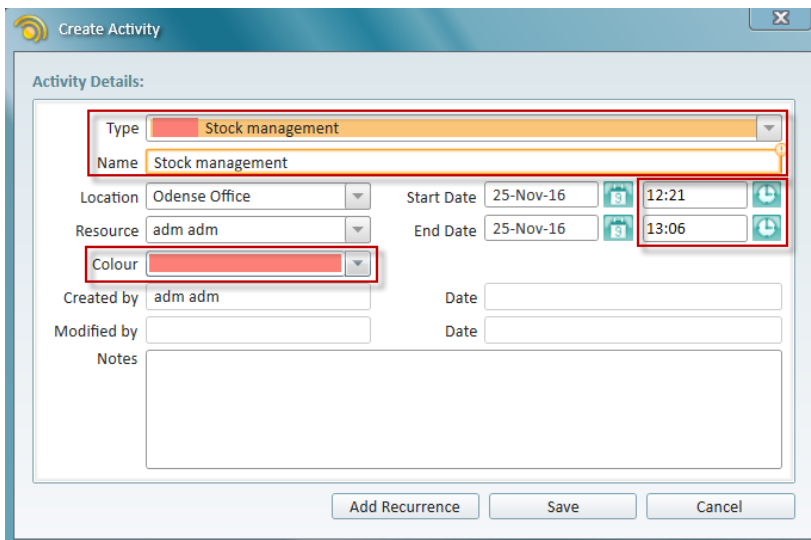 Create Activity
Activity Details:
Type Stock management
Name Stock management
Location Odense Office Start Date 25-Nov-16 9 12:21
Resource adm adm End Date 25-Nov-16 9 13:06
Colour
Created by adm adm Date
Modified by Date
Notes
Add Recurrence Save Cancel